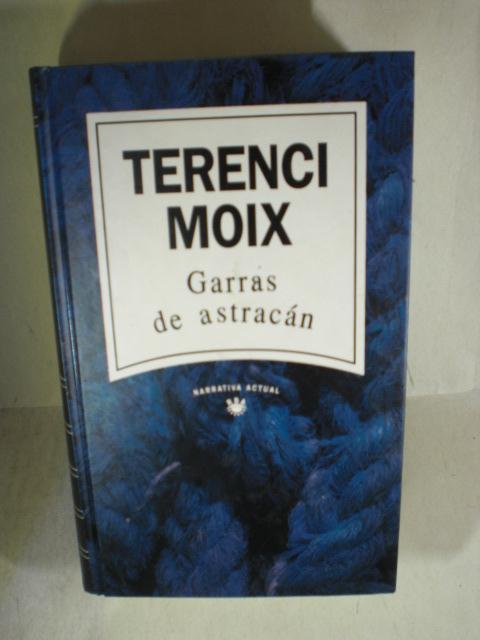 TERENCI
MOIX
Garras
de astracán
NARRATIVA ACTUAL